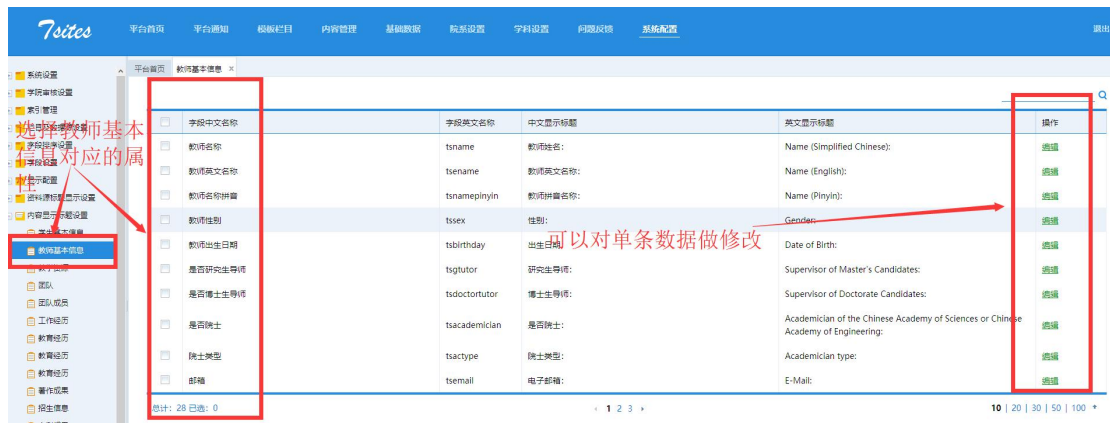 Tsites 平台首页 平台通知 模板栏目 内容管理 基础数据 院系设置 学科设置 问题反馈 系统配置 退出
平台首页 教师基本信息 ×
系统设置
学院审核设置
索引管理
字段排序设置
字段设置
显示配置
资料源标题显示设置
内容显示标题设置
学生基本信息
教师基本信息
团队
团队成员
工作经历
教育经历
教育经历
教育经历
著作成果
招生信息
选择教师基本
信息对应的属
性
字段中文名称 字段英文名称 中文显示标题 英文显示标题 操作
教师名称 tsname 教师姓名: Name (Simplified Chinese): 编辑
教师英文名称 tsename 教师英文名称: Name (English): 编辑
教师名称拼音 tsnamepinyin 教师拼音名称: Name (Pinyin): 编辑
教师性别 tssex 性别: Gender: 编辑
可以对单条数据做修改
教师出生日期 tsbirthday 出生日期 Date of Birth: 编辑
是否研究生导师 tsgtutor 研究生导师: Supervisor of Master's Candidates: 编辑
是否博士生导师 tsdoctortutor 博士生导师: Supervisor of Doctorate Candidates: 编辑
是否院士 tsacademician 是否院士: Academician of the Chinese Academy of Sciences or Chinese
Academy of Engineering: 编辑
院士类型 tsactype 院士类型: Academician type: 编辑
邮箱 tsemail 电子邮箱: E-Mail: 编辑
总计: 28 已选: 0 ‹ 1 2 3 › 10 | 20 | 30 | 50 | 100 *